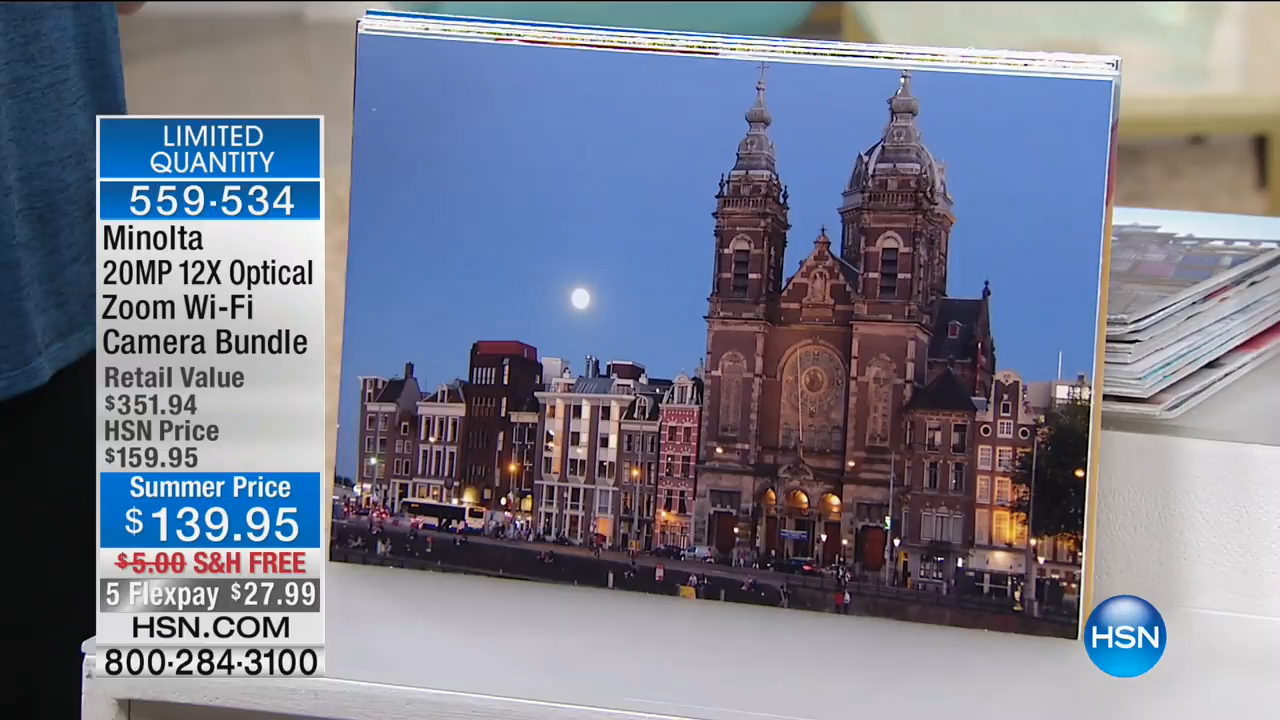 LIMITED
QUANTITY
559-534
Minolta
20MP 12X Optical
Zoom Wi-Fi
Camera Bundle
Retail Value
$351.94
HSN Price
$159.95
Summer Price
$139.95
$5.00 S&H FREE
5 Flexpay $27.99
HSN.COM
800-284-3100
HSN